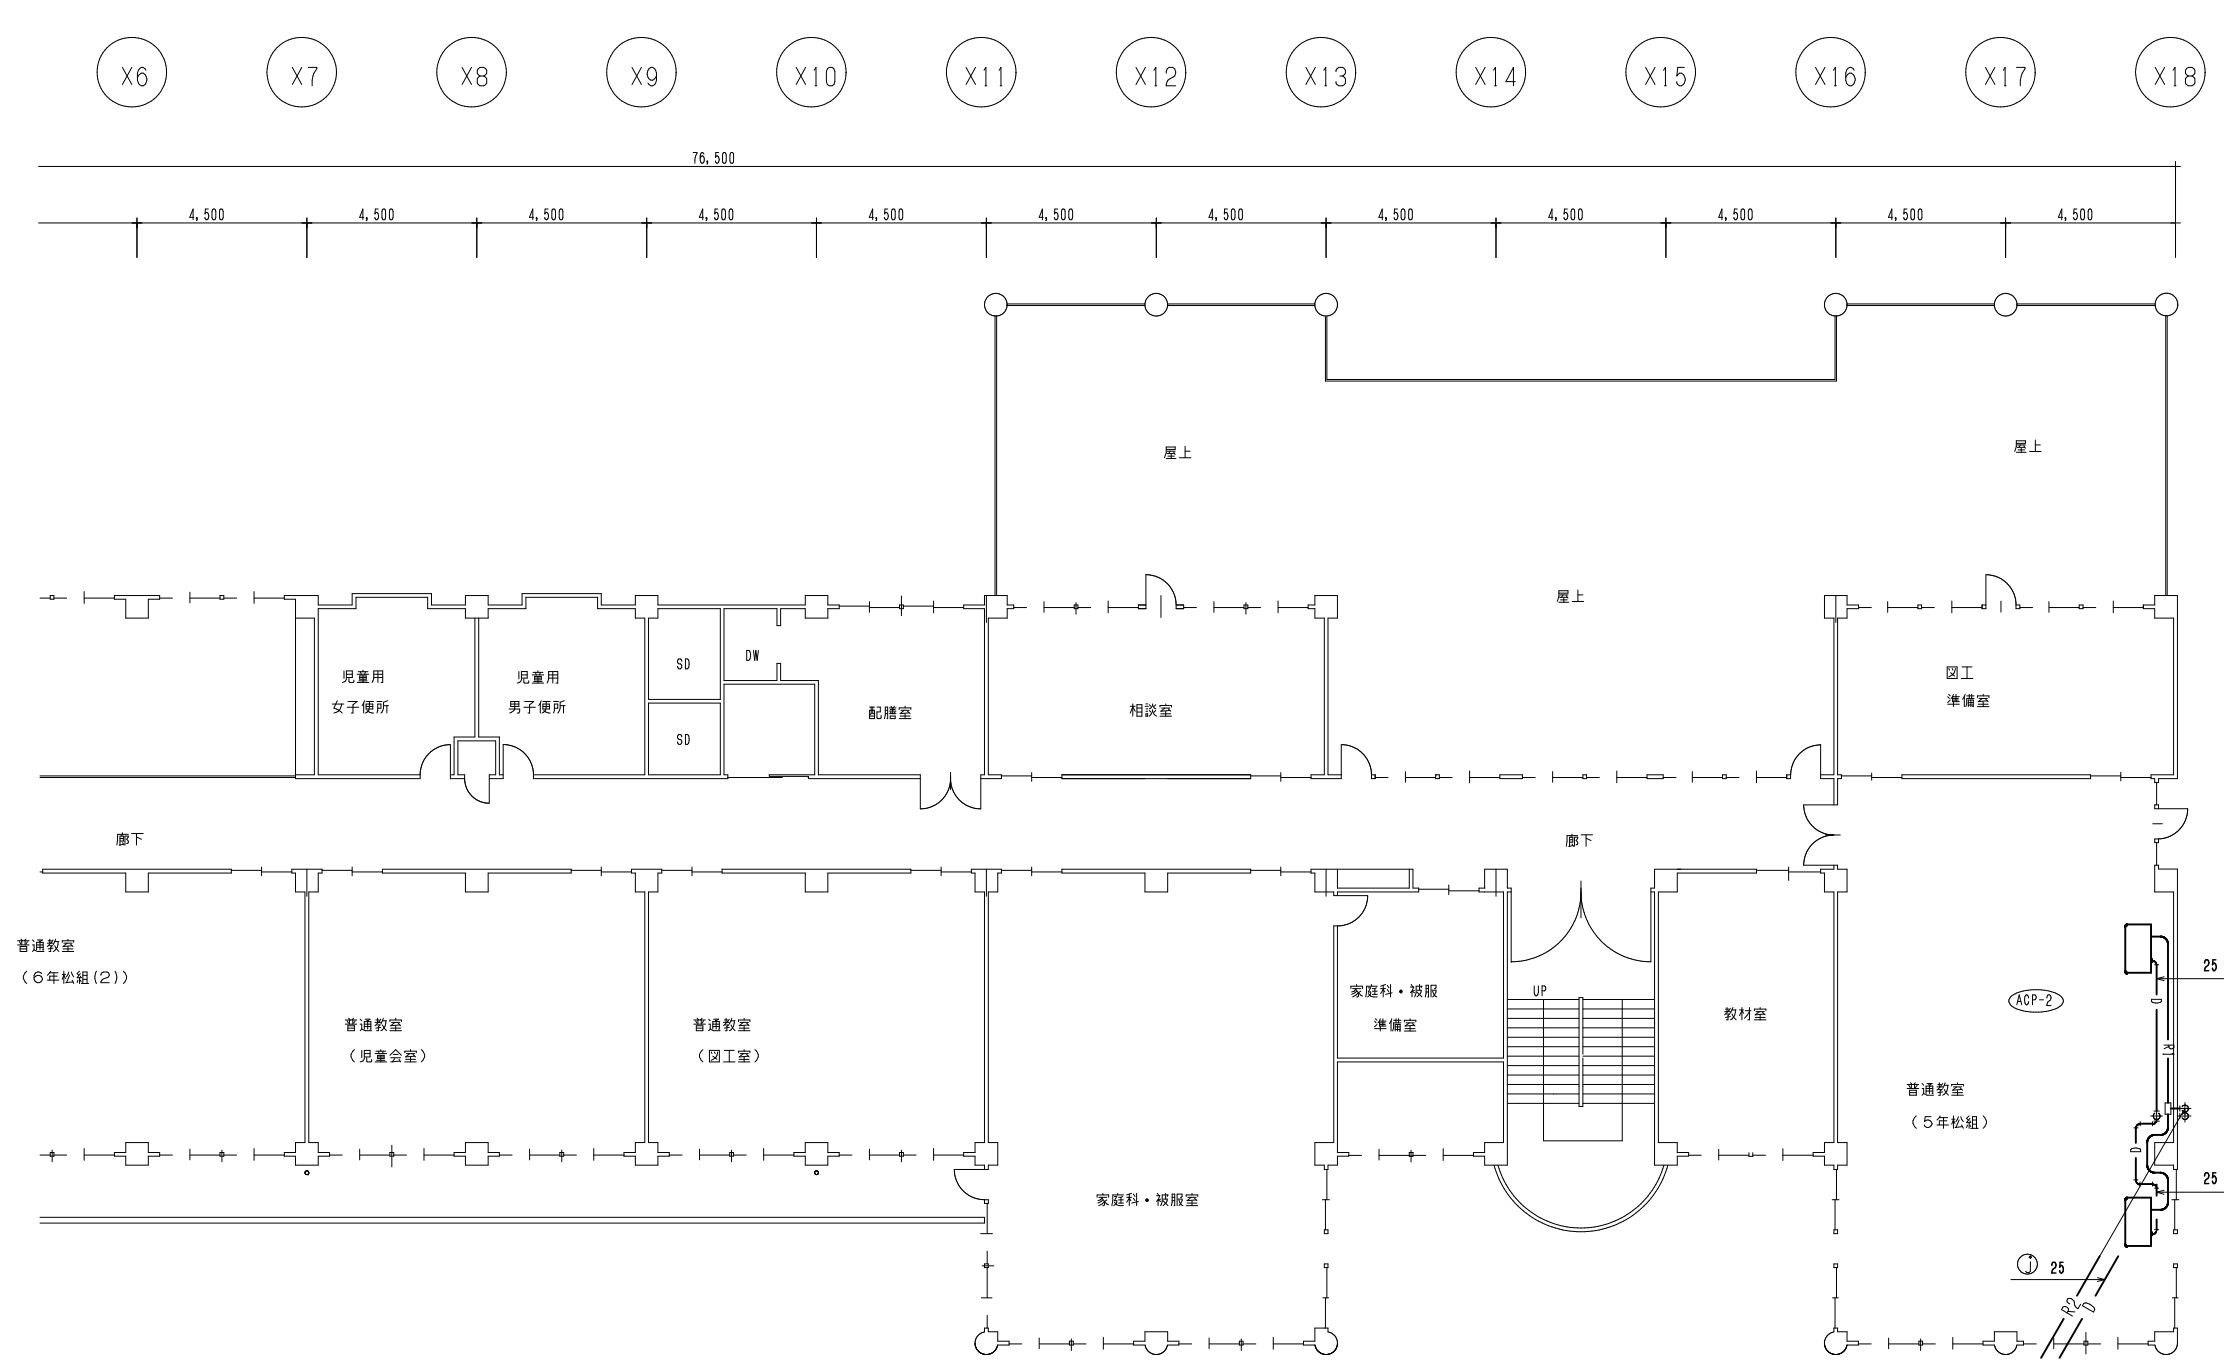 X6 X7 X8 X9 X10 X11 X12 X13 X14 X15 X16 X17 X18
76,500
4,500 4,500 4,500 4,500 4,500 4,500 4,500 4,500 4,500 4,500 4,500 4,500
屋上
屋上
屋上
児童用
女子便所
児童用
男子便所
SD
SD
DW
配膳室
相談室
図工
準備室
廊下
廊下
普通教室
(6年松組(2))
普通教室
(児童会室)
普通教室
(図工室)
家庭科・被服
準備室
UP
教材室
ACP-2
普通教室
(5年松組)
家庭科・被服室
25
D
R1
D
25
j 25
R2
D